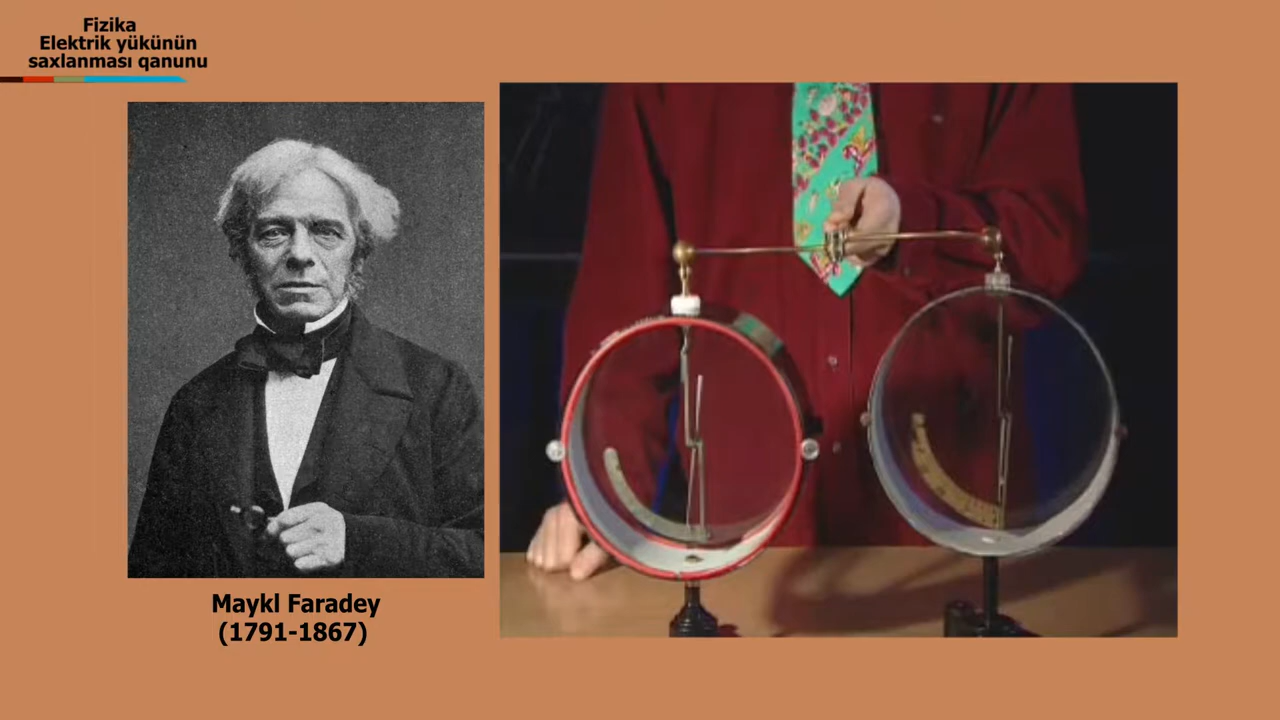 Fizika
Elektrik yükünün
saxlanması qanunu
Maykl Faradey
(1791-1867)